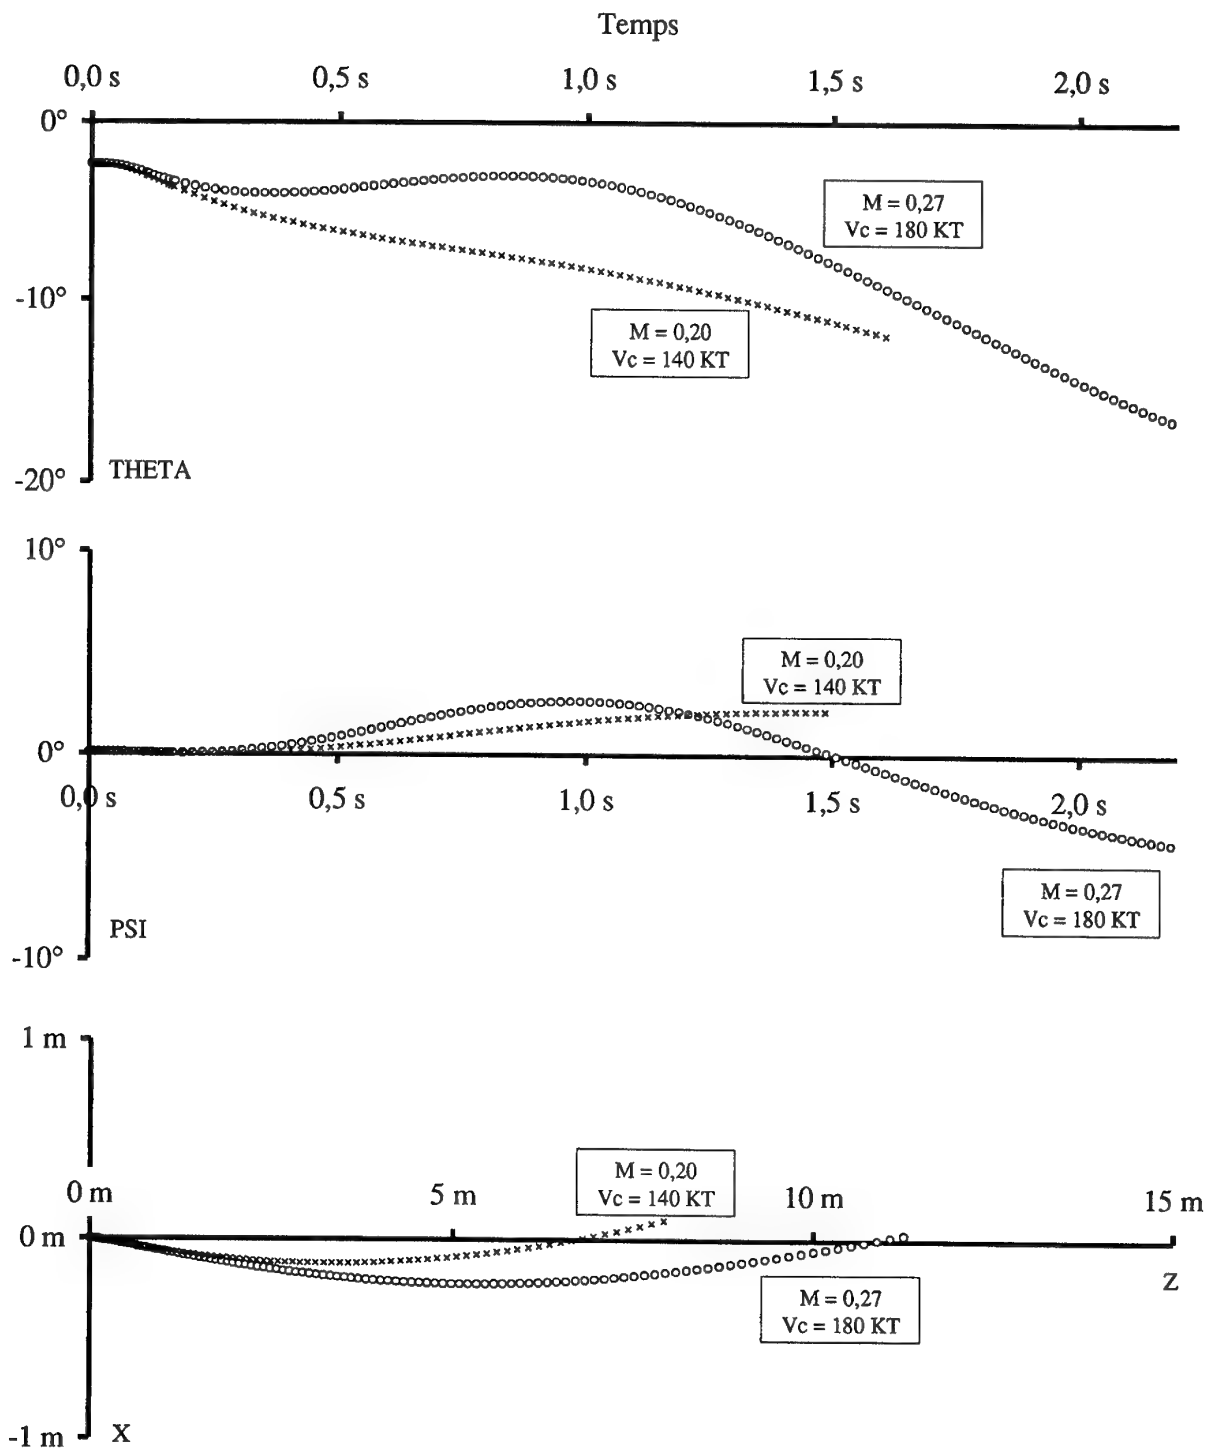 Temps
0,0 s 0,5 s 1,0 s 1,5 s 2,0 s
0°
M = 0,27
Vc = 180 KT
-10°
M = 0,20
Vc = 140 KT
-20° THETA
10°
M = 0,20
Vc = 140 KT
0°
0,0 s 0,5 s 1,0 s 1,5 s 2,0 s
M = 0,27
Vc = 180 KT
PSI
-10°
1 m
M = 0,20
Vc = 140 KT
0 m 5 m 10 m 15 m
0 m
Z
M = 0,27
Vc = 180 KT
-1 m X